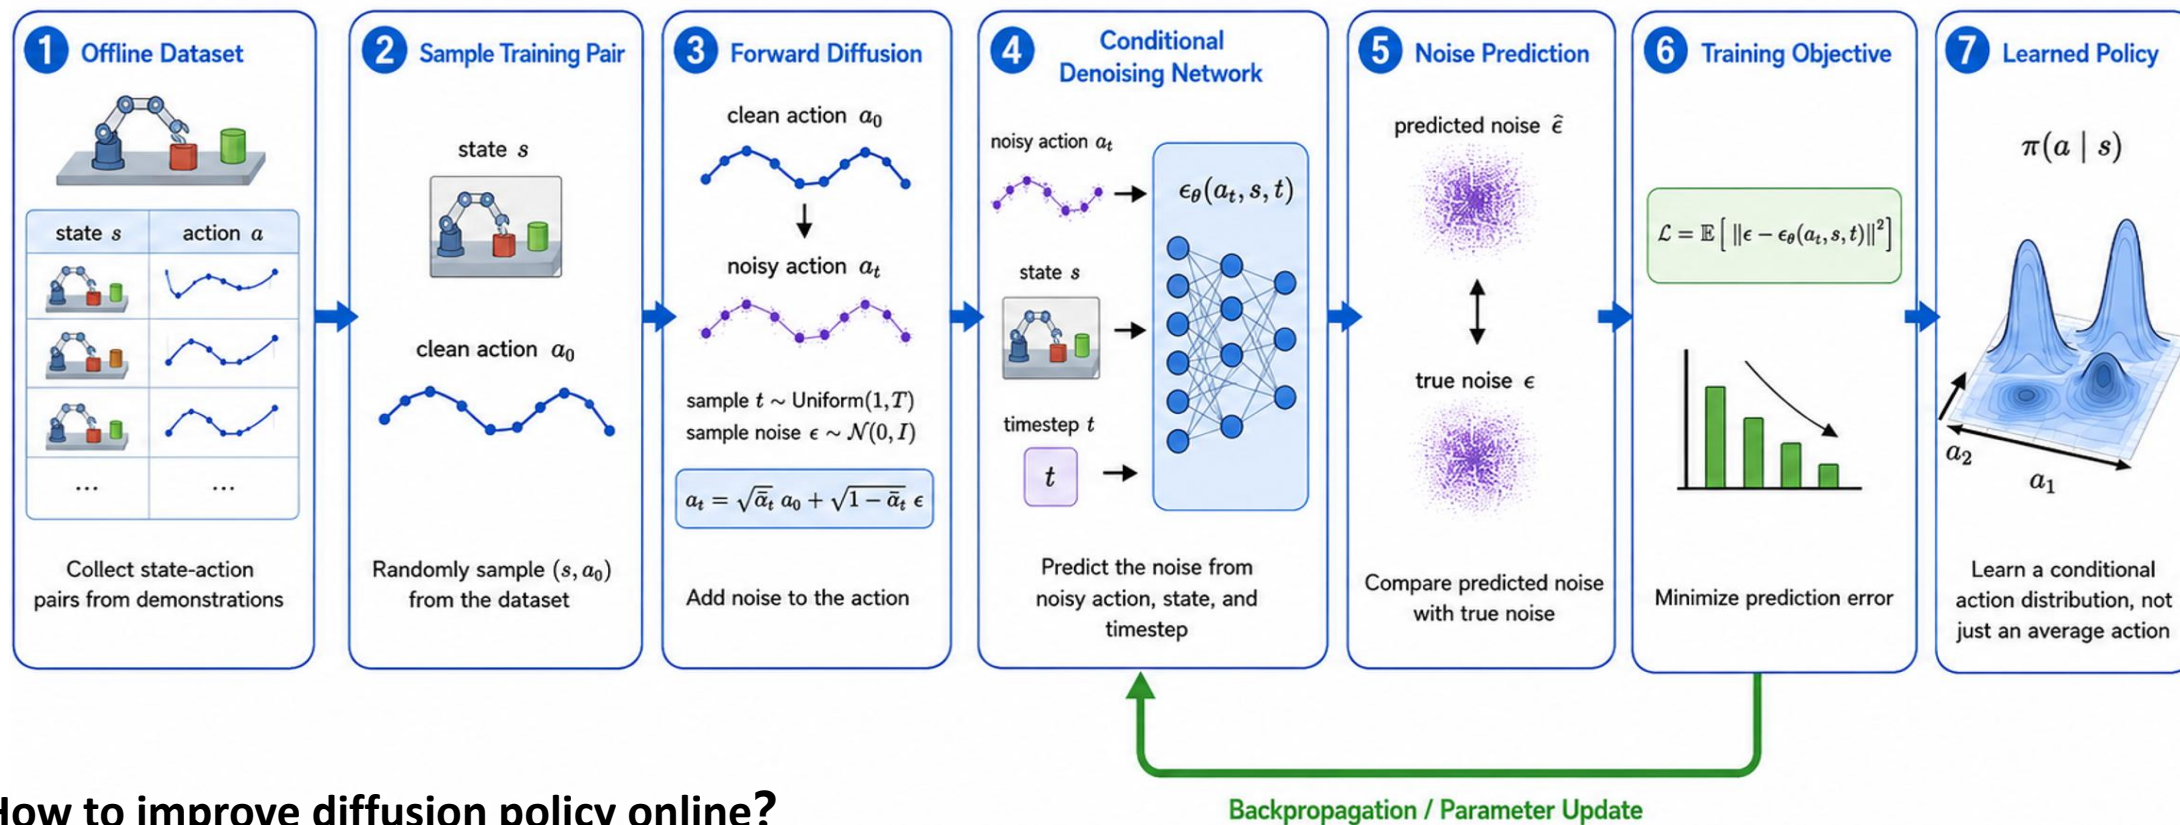 1 Offline Dataset
state s action a
... ...
Collect state-action
pairs from demonstrations
2 Sample Training Pair
state s
clean action a₀
Randomly sample (s, a₀)
from the dataset
3 Forward Diffusion
clean action a₀
noisy action aₜ
sample t ∼ Uniform(1, T)
sample noise ϵ ∼ 𝒩(0, I)
aₜ = √ᾱₜ a₀ + √1 − ᾱₜ ϵ
Add noise to the action
4 Conditional
Denoising Network
noisy action aₜ
ϵθ(aₜ, s, t)
state s
timestep t
t
Predict the noise from
noisy action, state, and
timestep
5 Noise Prediction
predicted noise ϵ̂
true noise ϵ
Compare predicted noise
with true noise
6 Training Objective
ℒ = 𝔼[ ‖ϵ − ϵθ(aₜ, s, t)‖²]
Minimize prediction error
7 Learned Policy
π(a | s)
a₂
a₁
Learn a conditional
action distribution, not
just an average action
Backpropagation / Parameter Update
How to improve diffusion policy online?